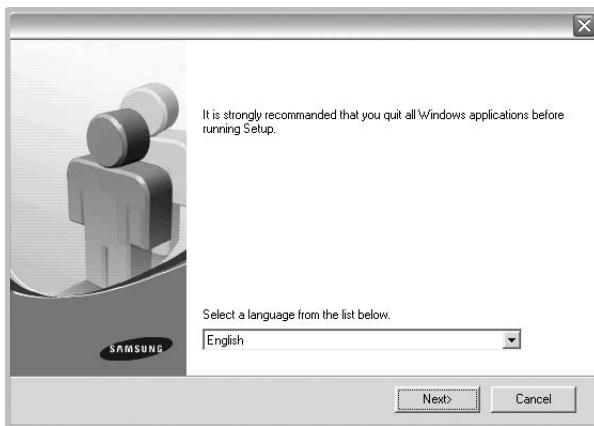 It is strongly recommanded that you quit all Windows applications before
running Setup.
Select a language from the list below.
English
SAMSUNG
Next>
Cancel